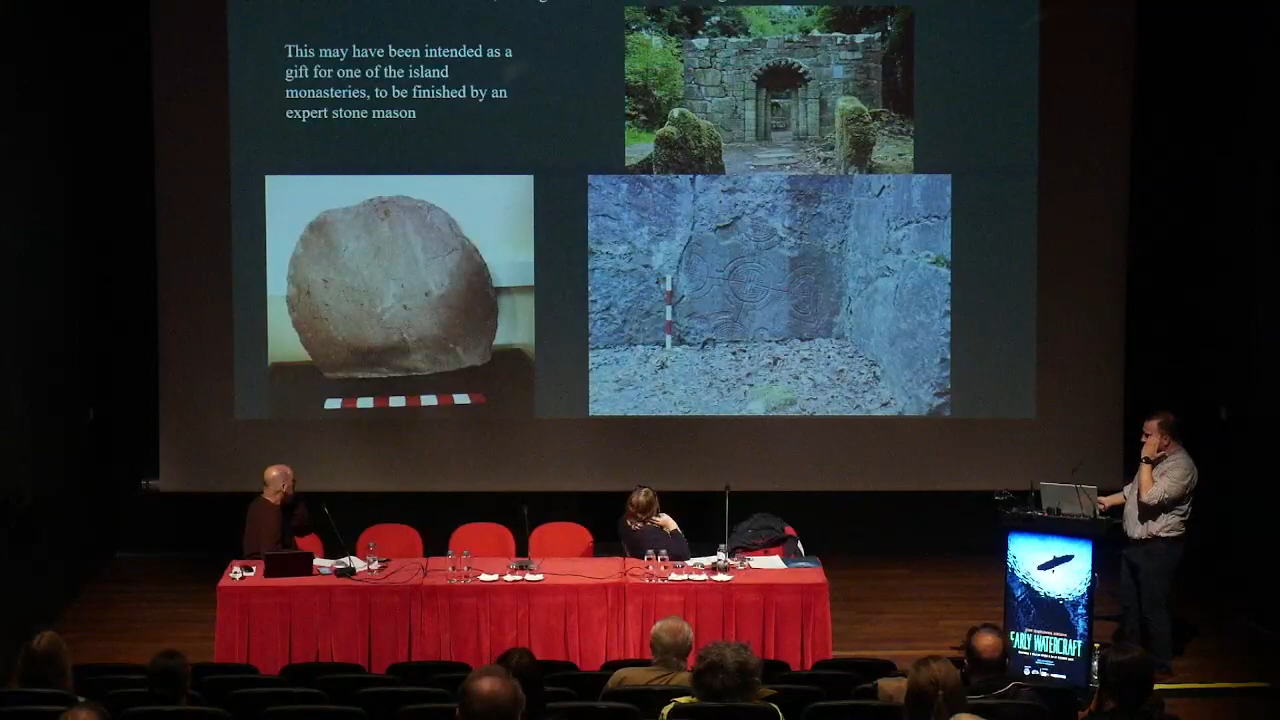 This may have been intended as a
gift for one of the island
monasteries, to be finished by an
expert stone mason
EARLY WATERCRAFT